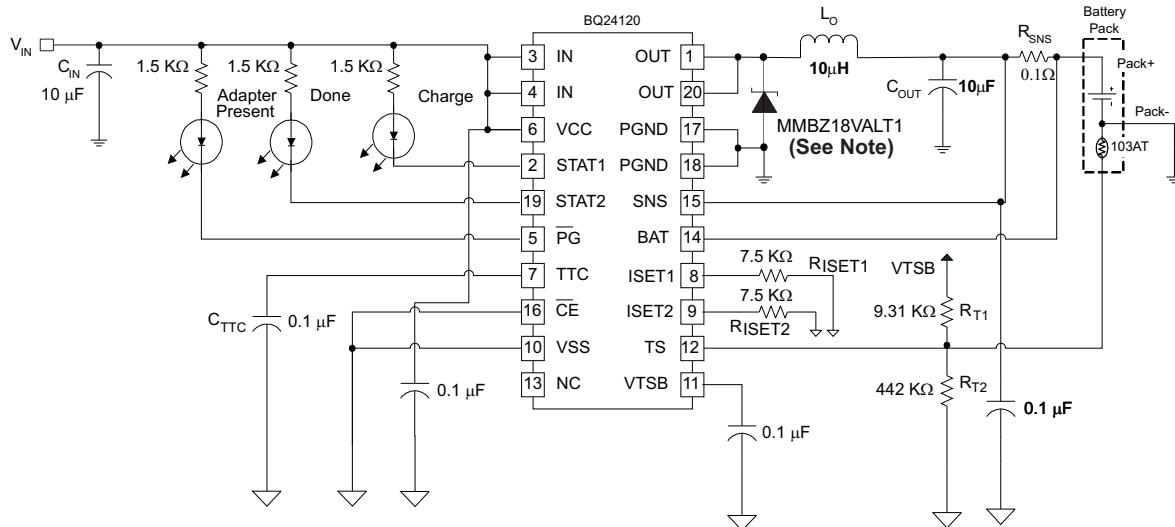 BQ24120
V_IN
C_IN
10 μF
1.5 KΩ
1.5 KΩ
1.5 KΩ
Adapter
Present
Done
Charge
3 IN
4 IN
6 VCC
2 STAT1
19 STAT2
5 P̅G̅
7 TTC
16 C̅E̅
10 VSS
13 NC
OUT 1
OUT 20
PGND 17
PGND 18
SNS 15
BAT 14
ISET1 8
ISET2 9
TS 12
VTSB 11
C_TTC
0.1 μF
0.1 μF
L_O
10μH
MMBZ18VALT1
(See Note)
C_OUT
10μF
R_SNS
0.1Ω
Battery
Pack
Pack+
+
-
Pack-
103AT
7.5 KΩ
R_ISET1
7.5 KΩ
R_ISET2
VTSB
9.31 KΩ
R_T1
442 KΩ
R_T2
0.1 μF
0.1 μF